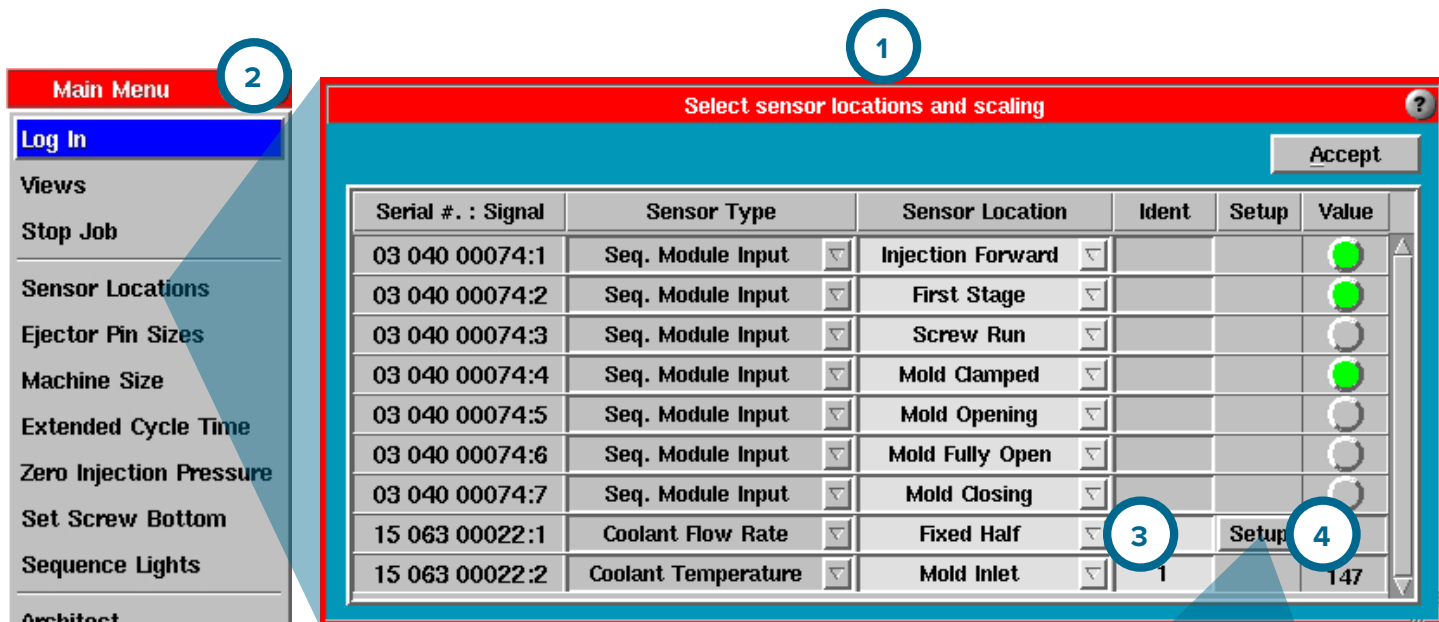 1
2
Main Menu
Select sensor locations and scaling ?
Log In
Accept
Views
Stop Job
Sensor Locations
Ejector Pin Sizes
Machine Size
Extended Cycle Time
Zero Injection Pressure
Set Screw Bottom
Sequence Lights
Architect
Serial #. : Signal Sensor Type Sensor Location Ident Setup Value
03 040 00074:1 Seq. Module Input Injection Forward
03 040 00074:2 Seq. Module Input First Stage
03 040 00074:3 Seq. Module Input Screw Run
03 040 00074:4 Seq. Module Input Mold Clamped
03 040 00074:5 Seq. Module Input Mold Opening
03 040 00074:6 Seq. Module Input Mold Fully Open
03 040 00074:7 Seq. Module Input Mold Closing
15 063 00022:1 Coolant Flow Rate Fixed Half 3 Setup 4
15 063 00022:2 Coolant Temperature Mold Inlet 1 147